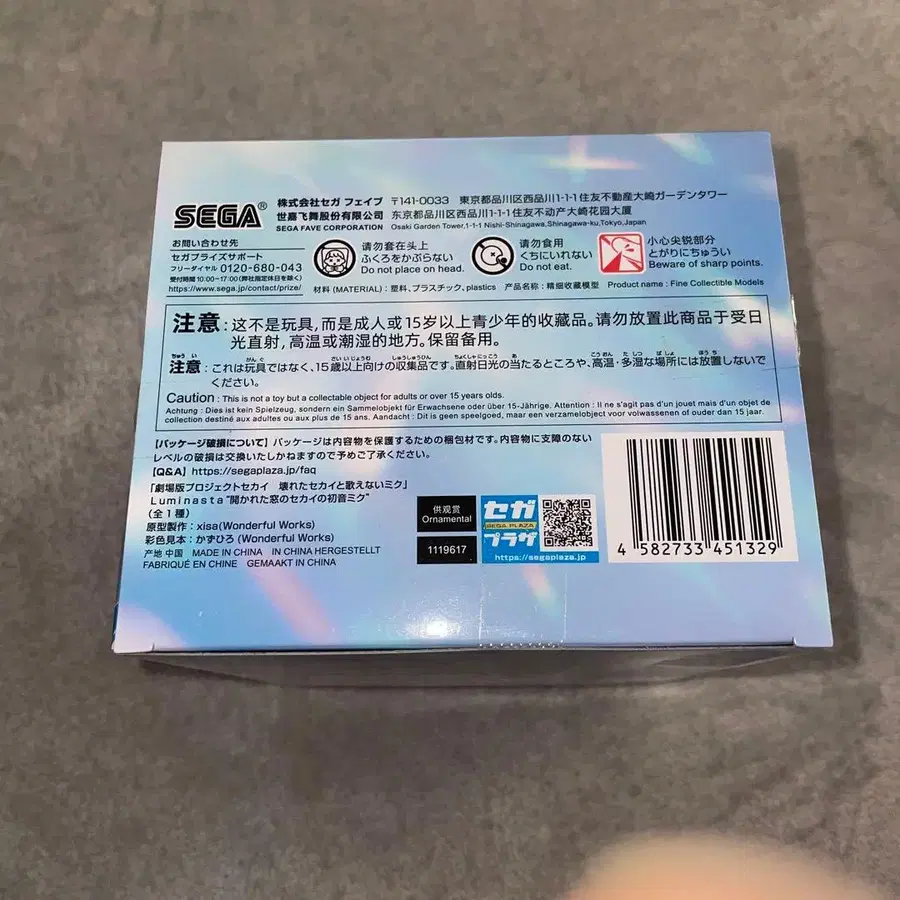 SEGA®
株式会社セガ フェイブ 〒141-0033 東京都品川区西品川1-1-1住友不動産大崎ガーデンタワー
世嘉飞舞股份有限公司 东京都品川区西品川1-1-1住友不动产大崎花园大厦
SEGA FAVE CORPORATION Osaki Garden Tower,1-1-1 Nishi-Shinagawa,Shinagawa-ku,Tokyo,Japan
お問い合わせ先
セガプライズサポート
フリーダイヤル 0120-680-043
受付時間10:00~17:00(弊社指定休日を除く)
https://www.sega.jp/contact/prize/
请勿套在头上
ふくろをかぶらない
Do not place on head.
请勿食用
くちにいれない
Do not eat.
小心尖锐部分
とがりにちゅうい
Beware of sharp points.
材料 (MATERIAL) : 塑料、プラスチック、plastics 产品名称 : 精细收藏模型 Product name : Fine Collectible Models
注意 : 这不是玩具,而是成人或15岁以上青少年的收藏品。请勿放置此商品于受日
光直射,高温或潮湿的地方。保留备用。
注意 : これは玩具ではなく、15歳以上向けの収集品です。直射日光の当たるところや、高温・多湿な場所には放置しないで
ください。
Caution : This is not a toy but a collectable object for adults or over 15 years olds.
Achtung : Dies ist kein Spielzeug, sondern ein Sammelobjekt für Erwachsene oder über 15-Jährige. Attention : Il ne s'agit pas d'un jouet mais d'un objet de
collection destiné aux adultes ou aux plus de 15 ans. Aandacht : Dit is geen speelgoed, maar een verzamelobject voor volwassenen of ouder dan 15 jaar.
【パッケージ破損について】パッケージは内容物を保護するための梱包材です。内容物に支障のない
レベルの破損は交換いたしかねますので予めご了承ください。
【Q&A】https://segaplaza.jp/faq
「劇場版プロジェクトセカイ 壊れたセカイと歌えないミク」
Luminasta“開かれた窓のセカイの初音ミク”
(全1種)
原型製作 : xisa(Wonderful Works)
彩色見本 : かずひろ (Wonderful Works)
产地 中国 MADE IN CHINA IN CHINA HERGESTELLT
FABRIQUÉ EN CHINE GEMAAKT IN CHINA
供观赏
Ornamental
1119617
セガ
SEGA PLAZA
プラザ
https://segaplaza.jp
4 582733 451329